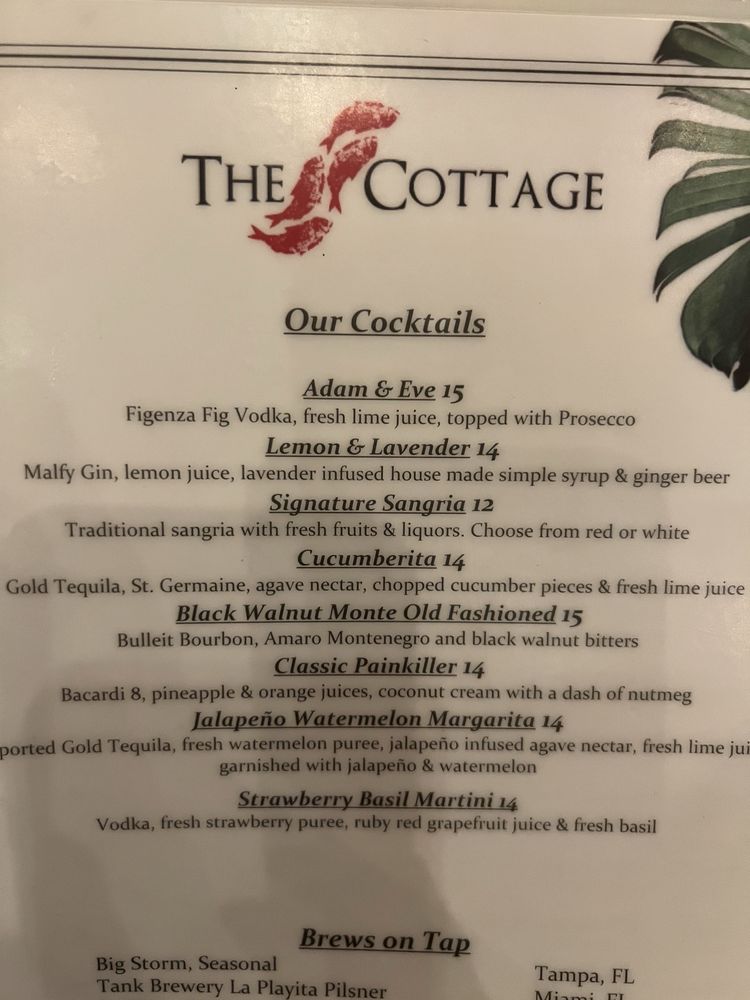 THE COTTAGE
Our Cocktails
Adam & Eve 15
Figenza Fig Vodka, fresh lime juice, topped with Prosecco
Lemon & Lavender 14
Malfy Gin, lemon juice, lavender infused house made simple syrup & ginger beer
Signature Sangria 12
Traditional sangria with fresh fruits & liquors. Choose from red or white
Cucumberita 14
Gold Tequila, St. Germaine, agave nectar, chopped cucumber pieces & fresh lime juice
Black Walnut Monte Old Fashioned 15
Bulleit Bourbon, Amaro Montenegro and black walnut bitters
Classic Painkiller 14
Bacardi 8, pineapple & orange juices, coconut cream with a dash of nutmeg
Jalapeño Watermelon Margarita 14
ported Gold Tequila, fresh watermelon puree, jalapeño infused agave nectar, fresh lime jui
garnished with jalapeño & watermelon
Strawberry Basil Martini 14
Vodka, fresh strawberry puree, ruby red grapefruit juice & fresh basil
Brews on Tap
Big Storm, Seasonal Tampa, FL
Tank Brewery La Playita Pilsner Miami, FL